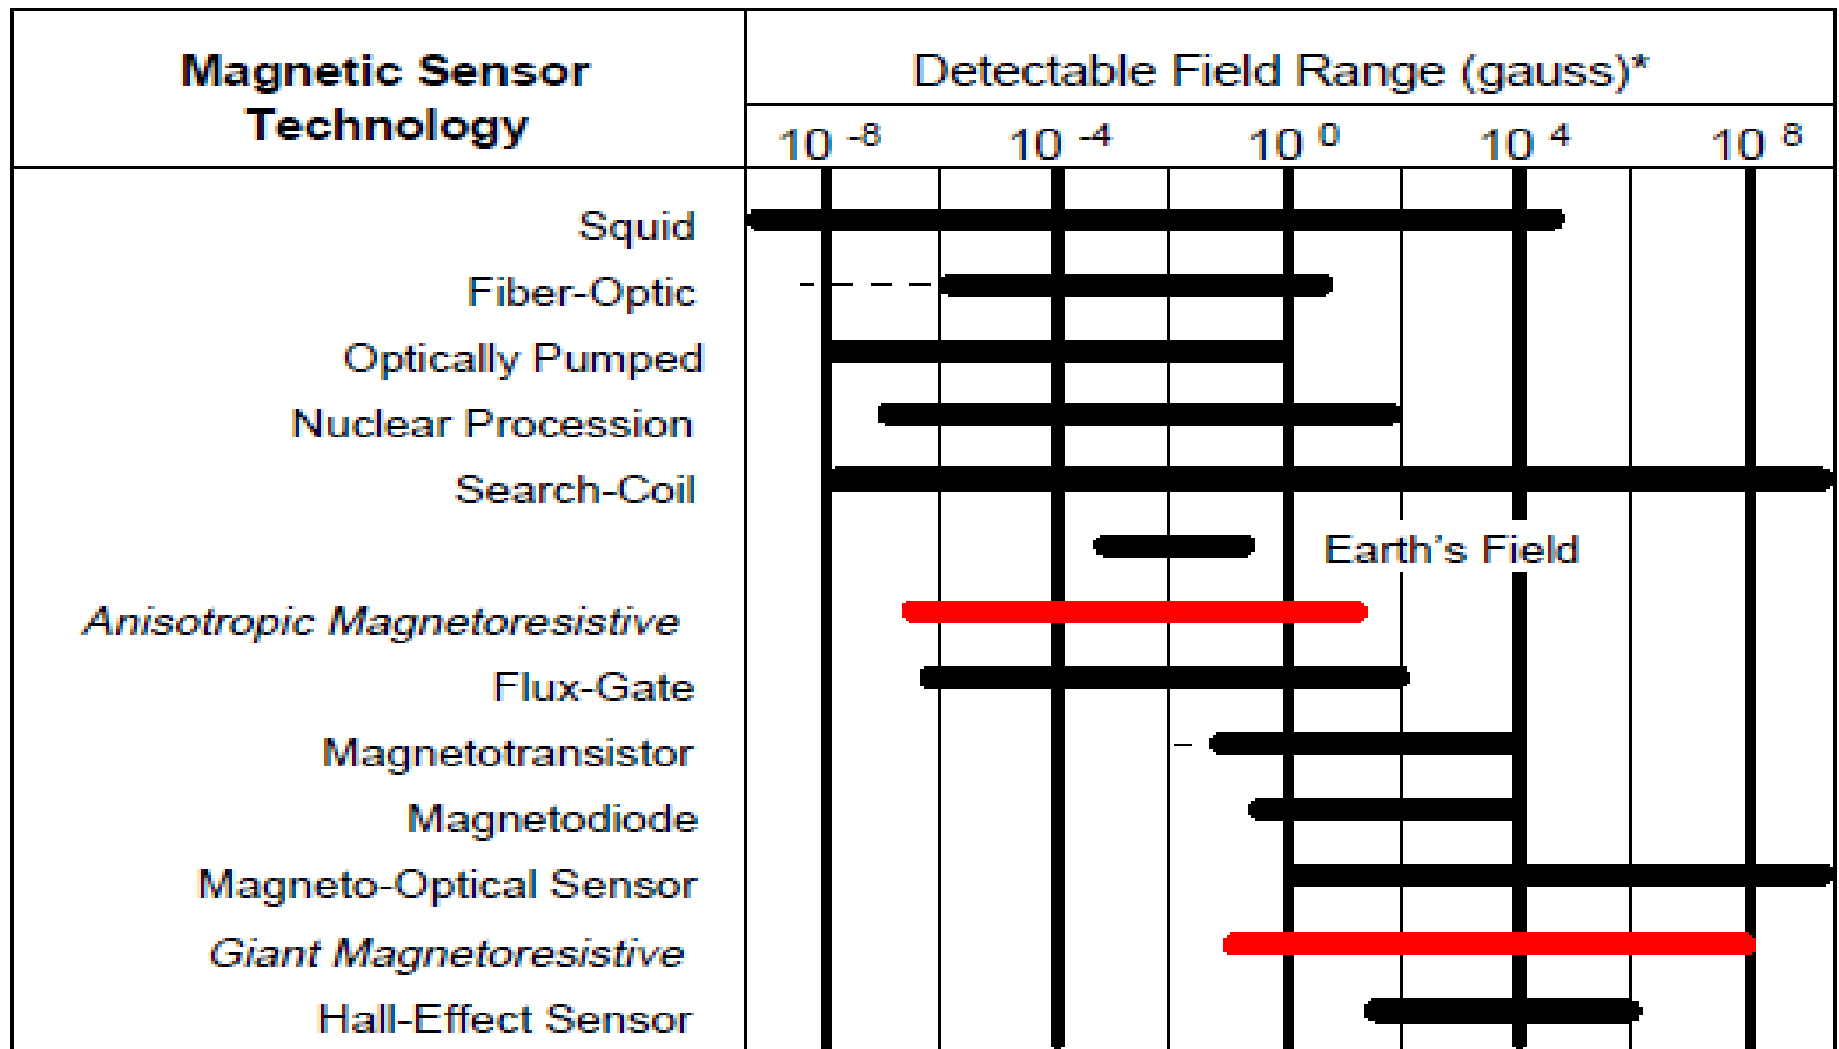 Magnetic Sensor
Technology
Detectable Field Range (gauss)*
10 -8 10 -4 10 0 10 4 10 8
Squid
Fiber-Optic
Optically Pumped
Nuclear Procession
Search-Coil
Earth's Field
Anisotropic Magnetoresistive
Flux-Gate
Magnetotransistor
Magnetodiode
Magneto-Optical Sensor
Giant Magnetoresistive
Hall-Effect Sensor